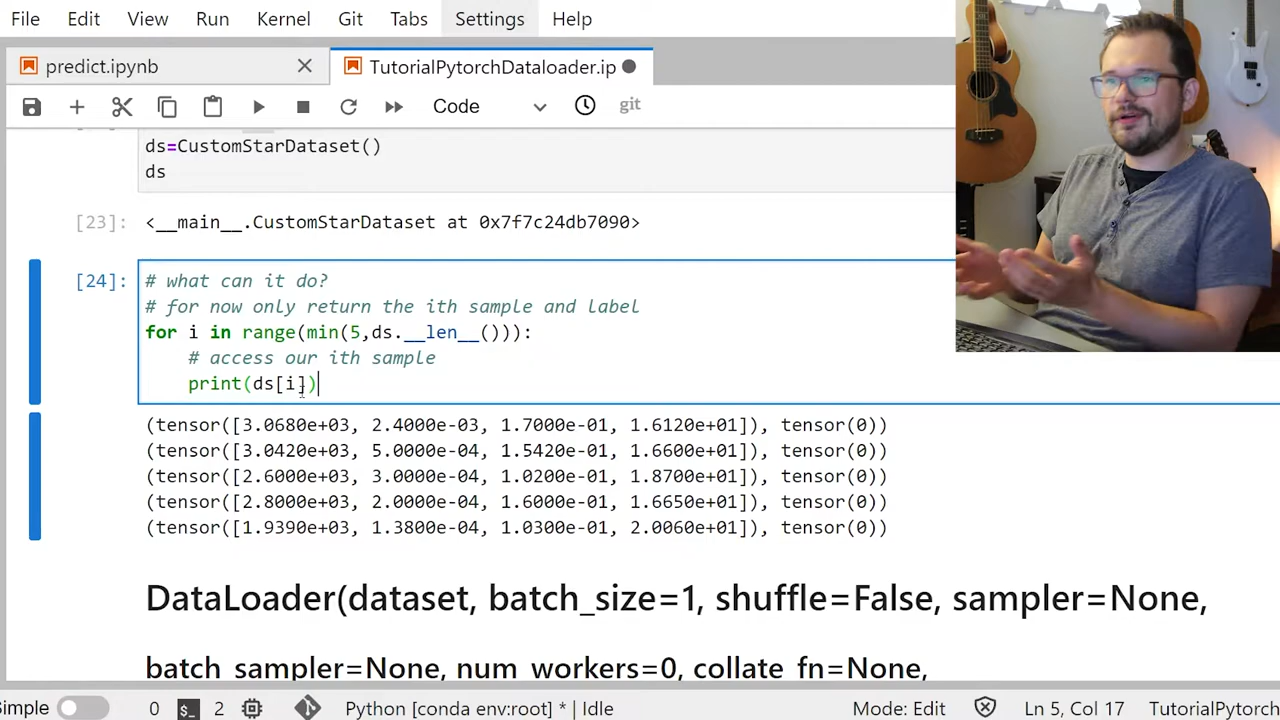 File Edit View Run Kernel Git Tabs Settings Help
predict.ipynb TutorialPytorchDataloader.ip
Code git
ds=CustomStarDataset()
ds
[23]: <__main__.CustomStarDataset at 0x7f7c24db7090>
[24]: # what can it do?
# for now only return the ith sample and label
for i in range(min(5,ds.__len__())):
# access our ith sample
print(ds[i])
(tensor([3.0680e+03, 2.4000e-03, 1.7000e-01, 1.6120e+01]), tensor(0))
(tensor([3.0420e+03, 5.0000e-04, 1.5420e-01, 1.6600e+01]), tensor(0))
(tensor([2.6000e+03, 3.0000e-04, 1.0200e-01, 1.8700e+01]), tensor(0))
(tensor([2.8000e+03, 2.0000e-04, 1.6000e-01, 1.6650e+01]), tensor(0))
(tensor([1.9390e+03, 1.3800e-04, 1.0300e-01, 2.0060e+01]), tensor(0))
DataLoader(dataset, batch_size=1, shuffle=False, sampler=None,
batch_sampler=None, num_workers=0, collate_fn=None,
imple 0 $_ 2 Python [conda env:root] * | Idle Mode: Edit Ln 5, Col 17 TutorialPytorch